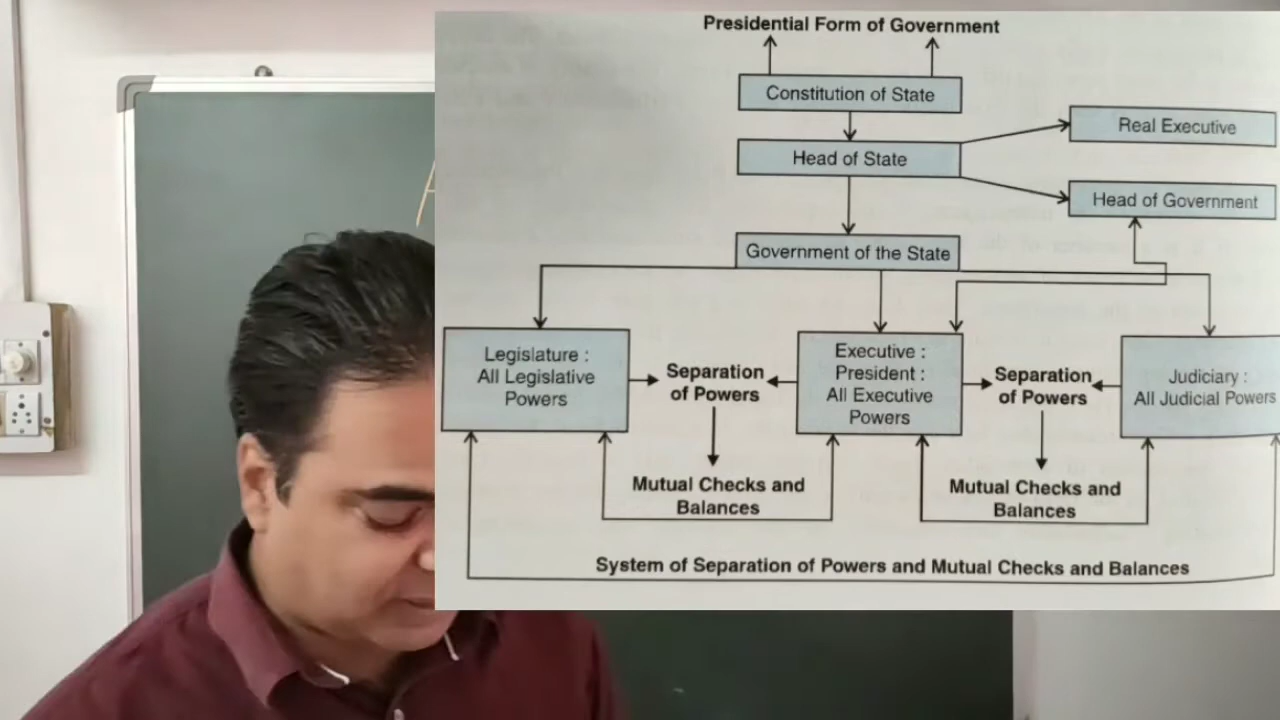 Presidential Form of Government
Constitution of State
Real Executive
Head of State
Head of Government
Government of the State
Legislature :
All Legislative
Powers
Separation
of Powers
Executive :
President :
All Executive
Powers
Separation
of Powers
Judiciary :
All Judicial Powers
Mutual Checks and
Balances
Mutual Checks and
Balances
System of Separation of Powers and Mutual Checks and Balances